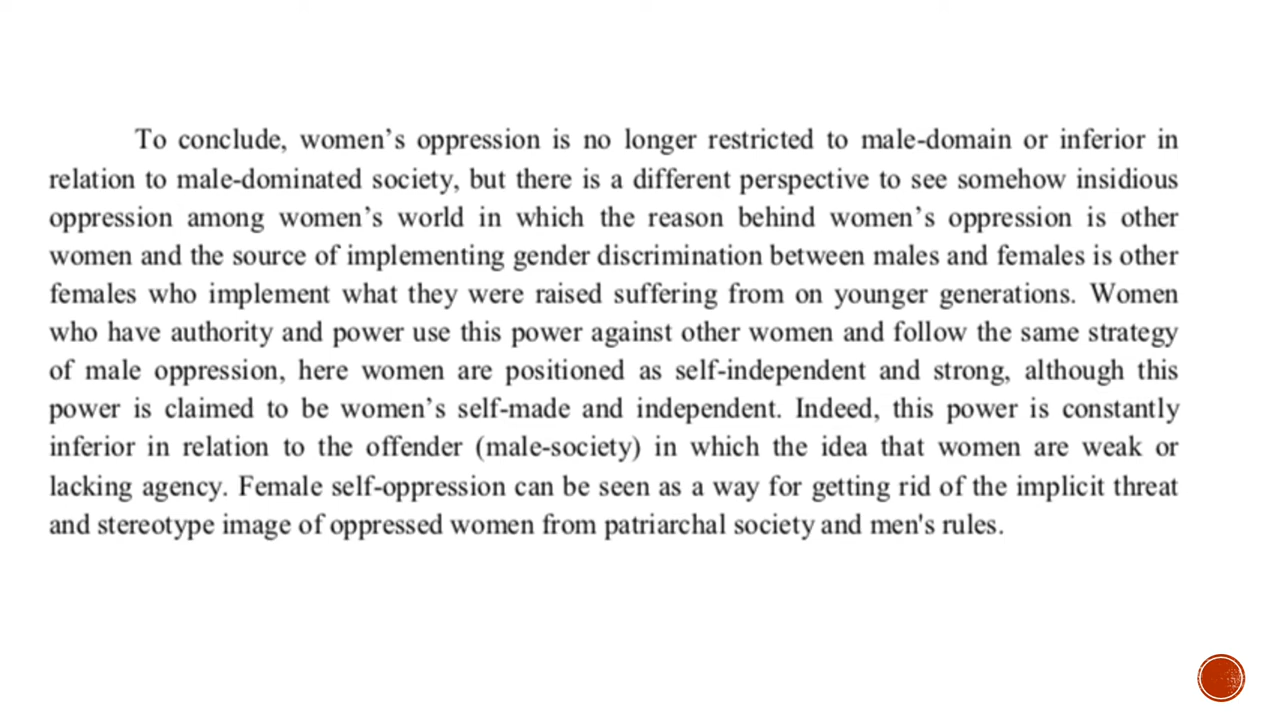 To conclude, women’s oppression is no longer restricted to male-domain or inferior in
relation to male-dominated society, but there is a different perspective to see somehow insidious
oppression among women’s world in which the reason behind women’s oppression is other
women and the source of implementing gender discrimination between males and females is other
females who implement what they were raised suffering from on younger generations. Women
who have authority and power use this power against other women and follow the same strategy
of male oppression, here women are positioned as self-independent and strong, although this
power is claimed to be women’s self-made and independent. Indeed, this power is constantly
inferior in relation to the offender (male-society) in which the idea that women are weak or
lacking agency. Female self-oppression can be seen as a way for getting rid of the implicit threat
and stereotype image of oppressed women from patriarchal society and men's rules.